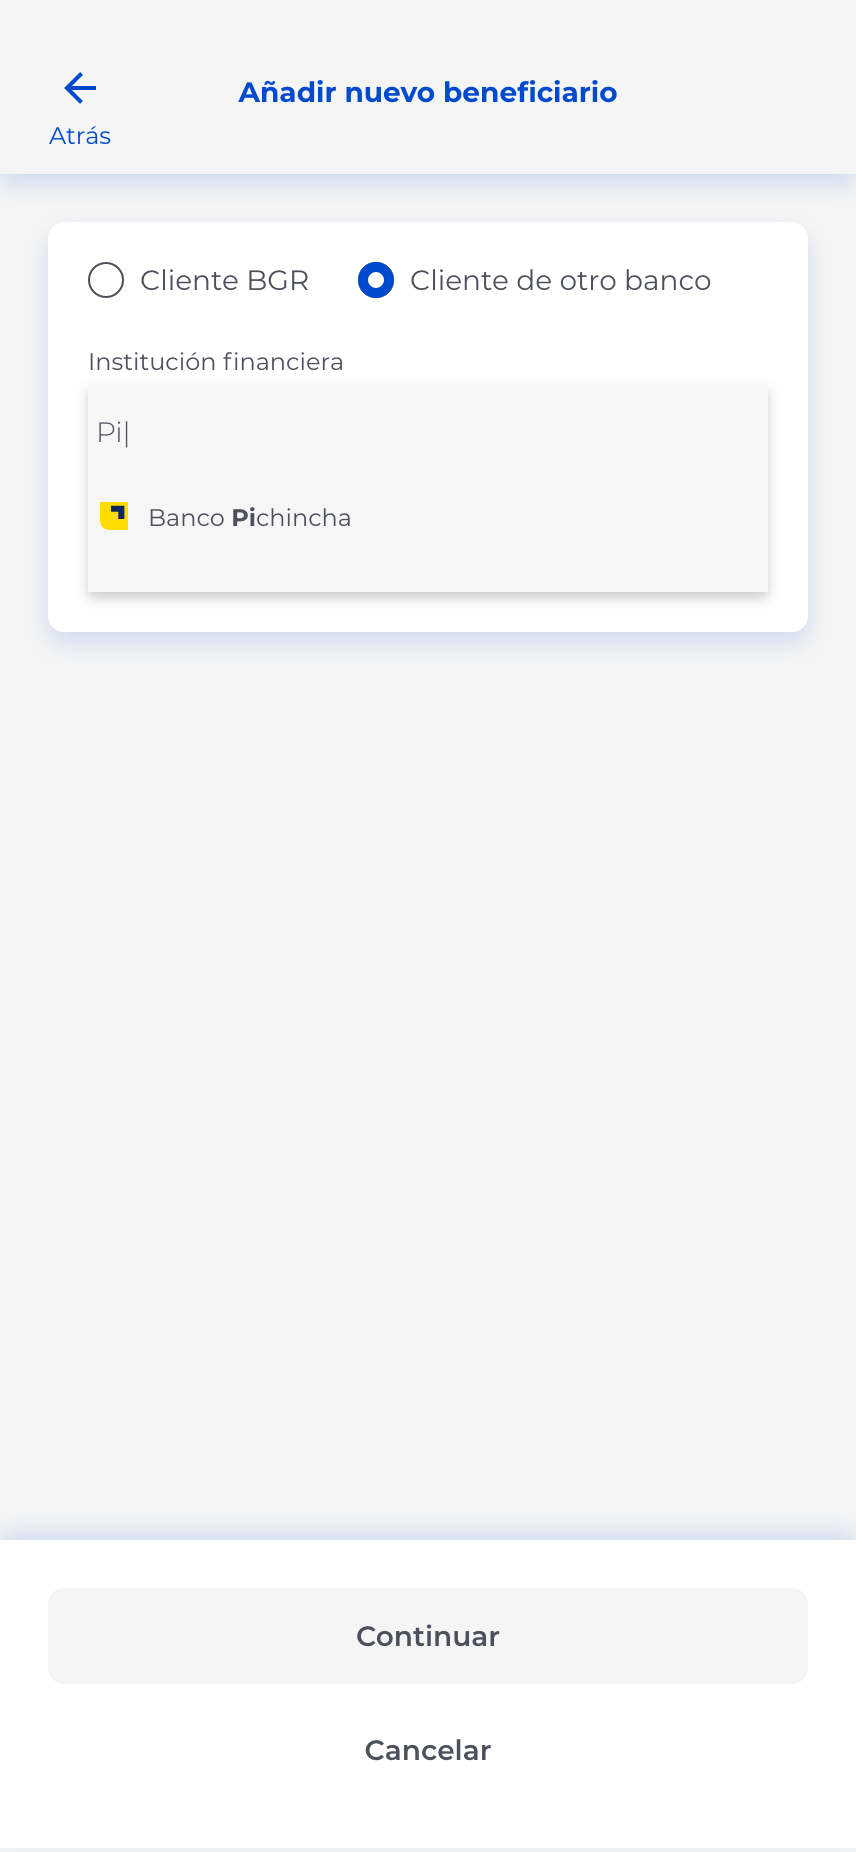 Añadir nuevo beneficiario
Atrás
Cliente BGR
Cliente de otro banco
Institución financiera
Pi
Banco Pichincha
Continuar
Cancelar